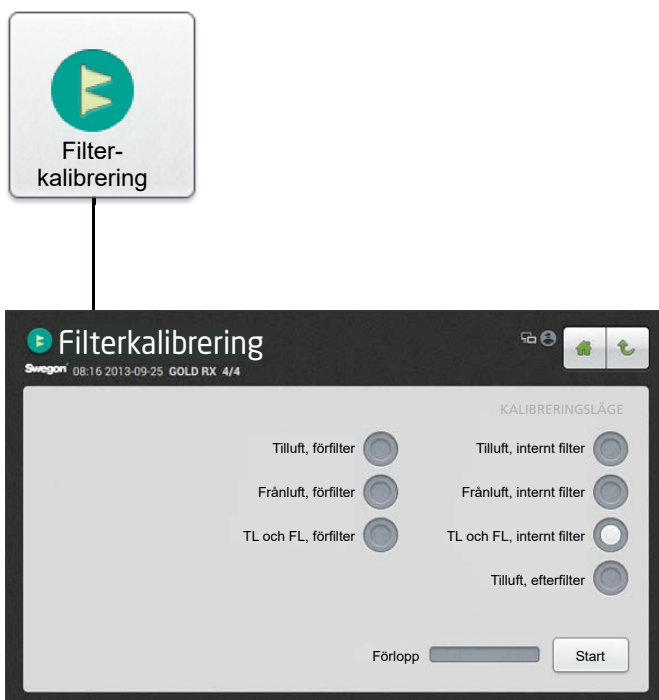 Filter-
kalibrering
Filterkalibrering
Swegon 08:16 2013-09-25 GOLD RX 4/4
KALIBRERINGSLÄGE
Tilluft, förfilter
Tilluft, internt filter
Frånluft, förfilter
Frånluft, internt filter
TL och FL, förfilter
TL och FL, internt filter
Tilluft, efterfilter
Förlopp
Start